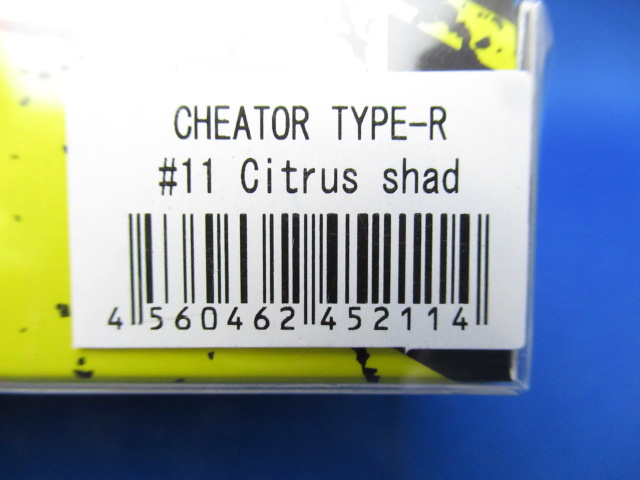 CHEATOR TYPE-R
#11 Citrus shad
4 560462 452114